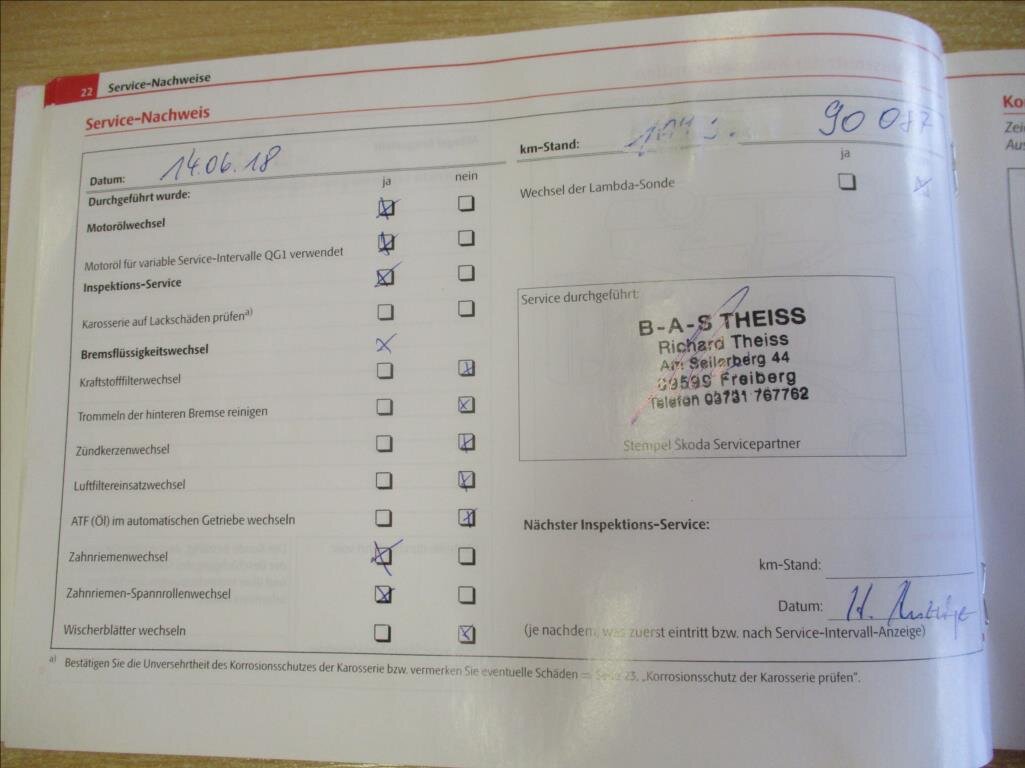 22 Service-Nachweise
Service-Nachweis
Datum: 14.06.18
ja nein
Durchgeführt wurde:
Motorölwechsel
Motoröl für variable Service-Intervalle QG1 verwendet
Inspektions-Service
Karosserie auf Lackschäden prüfen a)
Bremsflüssigkeitswechsel
Kraftstofffilterwechsel
Trommeln der hinteren Bremse reinigen
Zündkerzenwechsel
Luftfiltereinsatzwechsel
ATF (Öl) im automatischen Getriebe wechseln
Zahnriemenwechsel
Zahnriemen-Spannrollenwechsel
Wischerblätter wechseln
km-Stand: 90 087
ja
Wechsel der Lambda-Sonde
Service durchgeführt:
B-A-S THEISS
Richard Theiss
Am Seilerberg 44
09599 Freiberg
Telefon 03731 767762
Stempel Škoda Servicepartner
Nächster Inspektions-Service:
km-Stand:
Datum:
(je nachdem, was zuerst eintritt bzw. nach Service-Intervall-Anzeige)
a) Bestätigen Sie die Unversehrtheit des Korrosionsschutzes der Karosserie bzw. vermerken Sie eventuelle Schäden ⇒ Seite 23, „Korrosionsschutz der Karosserie prüfen“.